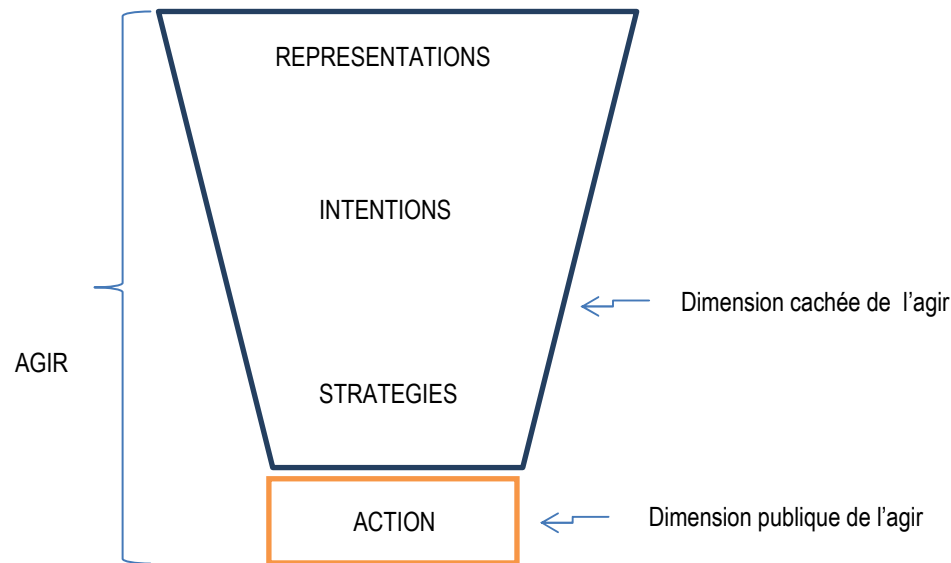 REPRESENTATIONS
INTENTIONS
Dimension cachée de l’agir
AGIR
STRATEGIES
ACTION
Dimension publique de l’agir